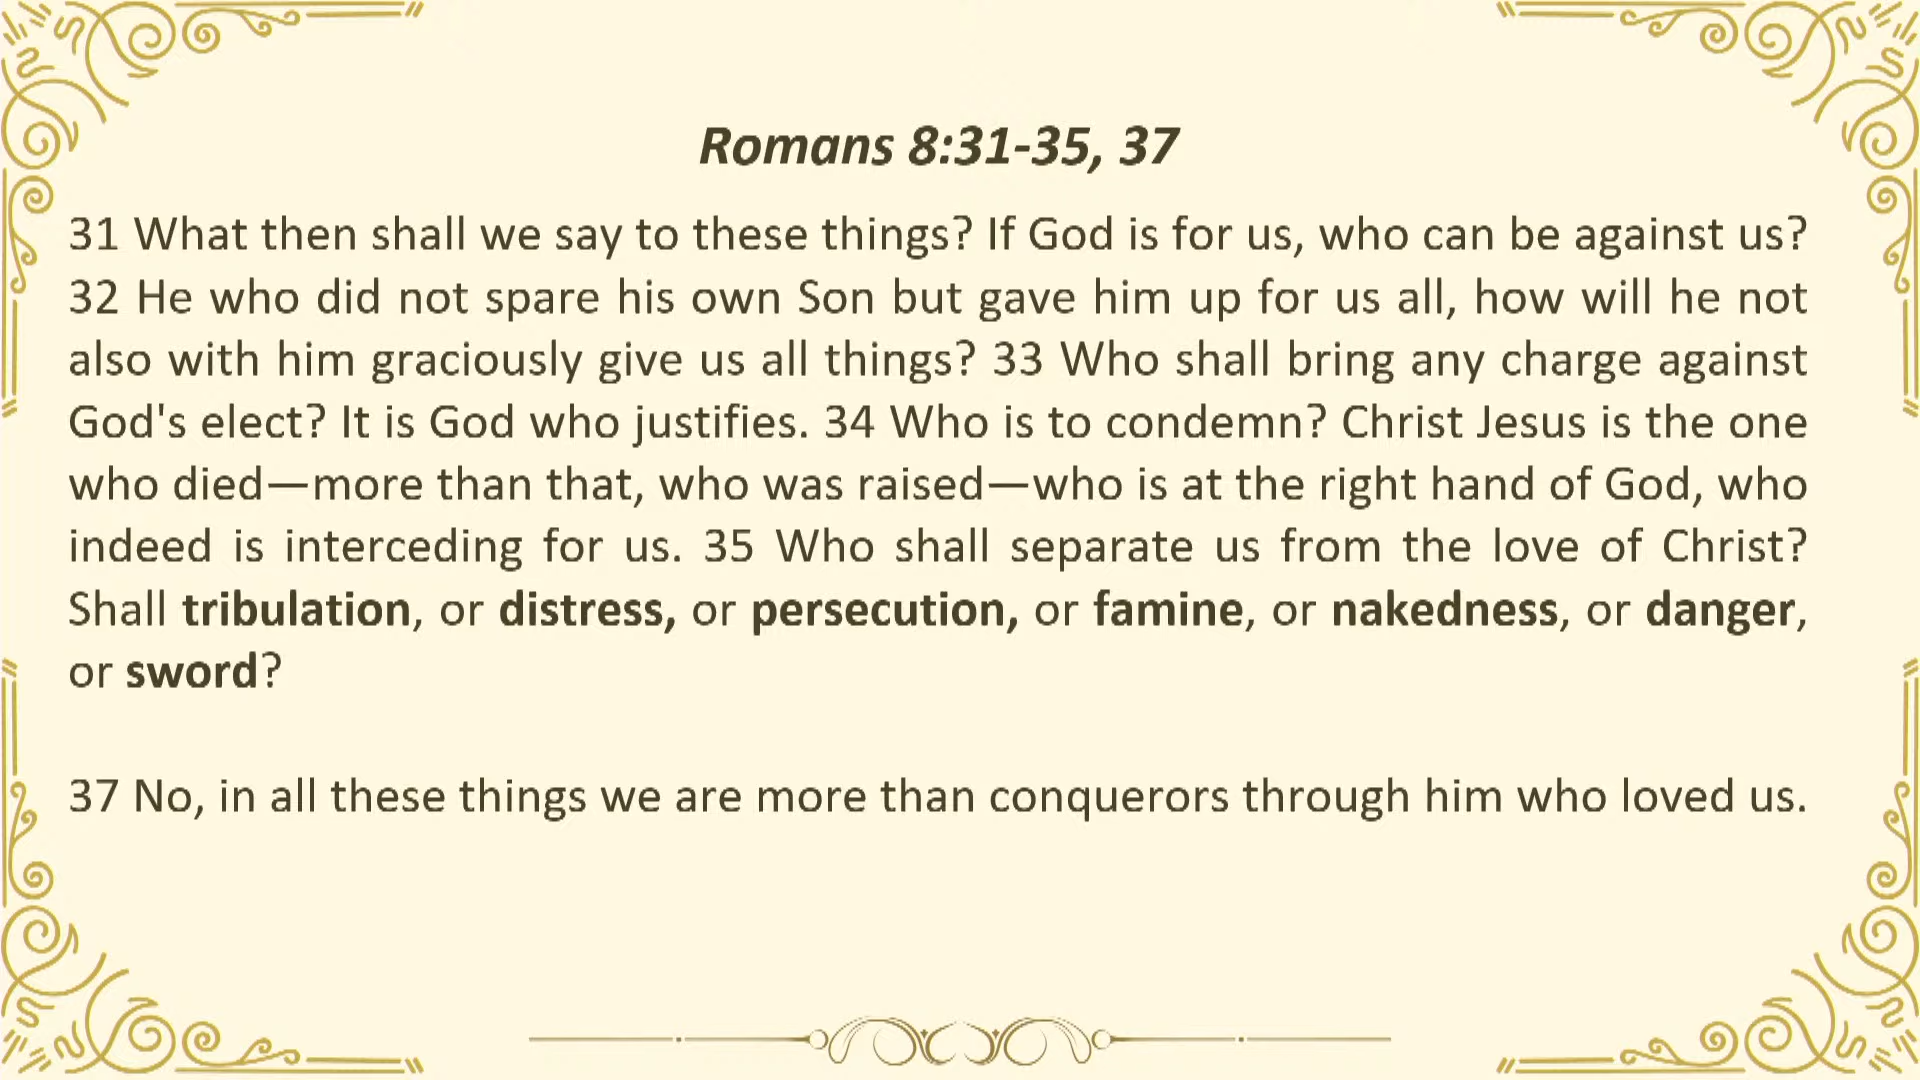 Romans 8:31-35, 37
31 What then shall we say to these things? If God is for us, who can be against us?
32 He who did not spare his own Son but gave him up for us all, how will he not
also with him graciously give us all things? 33 Who shall bring any charge against
God's elect? It is God who justifies. 34 Who is to condemn? Christ Jesus is the one
who died—more than that, who was raised—who is at the right hand of God, who
indeed is interceding for us. 35 Who shall separate us from the love of Christ?
Shall tribulation, or distress, or persecution, or famine, or nakedness, or danger,
or sword?
37 No, in all these things we are more than conquerors through him who loved us.